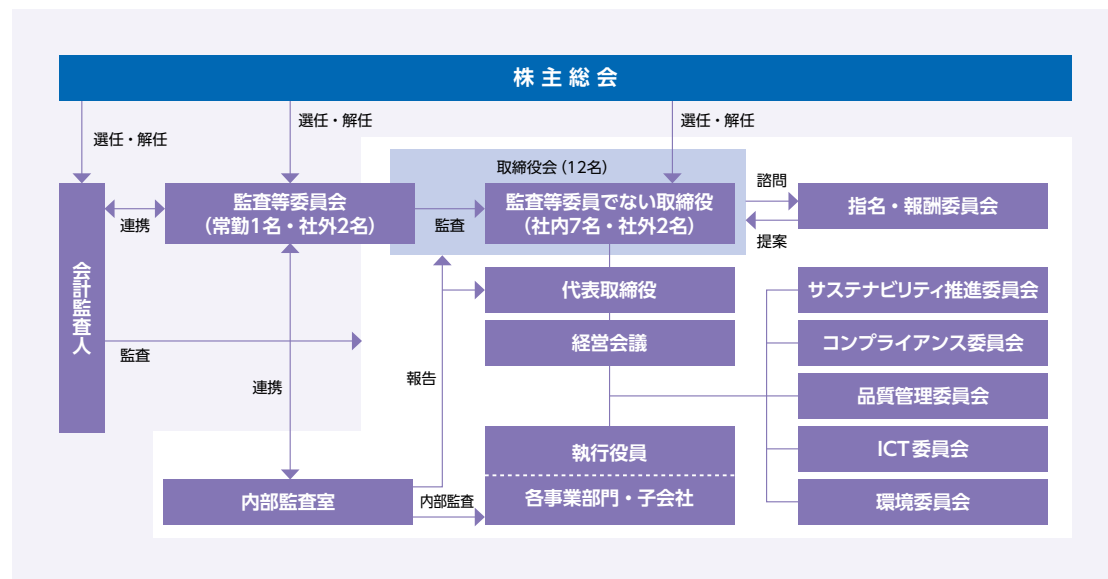 株主総会
選任・解任
選任・解任
選任・解任
取締役会（12名）
監査等委員会
（常勤1名・社外2名）
監査等委員でない取締役
（社内7名・社外2名）
諮問
指名・報酬委員会
提案
連携
監査
会計監査人
代表取締役
サステナビリティ推進委員会
経営会議
コンプライアンス委員会
監査
連携
報告
品質管理委員会
執行役員
ICT委員会
内部監査室
内部監査
各事業部門・子会社
環境委員会